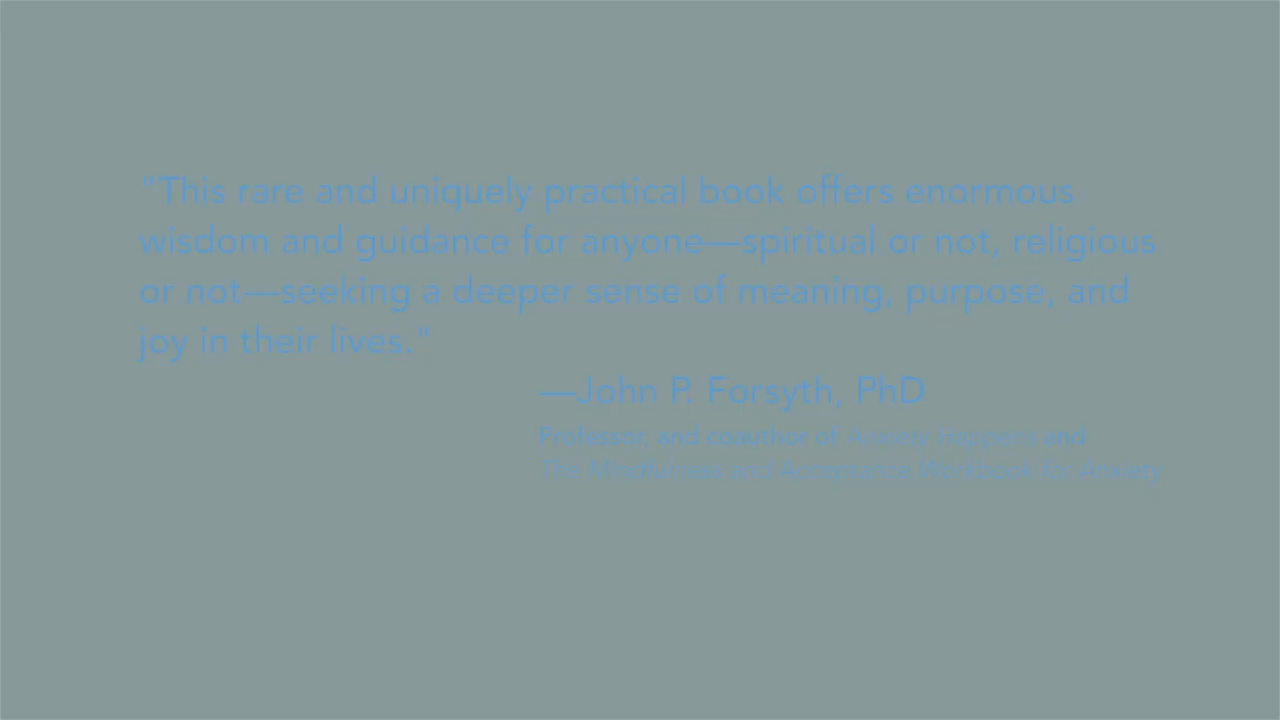 "This rare and uniquely practical book offers enormous
wisdom and guidance for anyone—spiritual or not, religious
or not—seeking a deeper sense of meaning, purpose, and
joy in their lives."
—John P. Forsyth, PhD
Professor, and coauthor of Anxiety Happens and
The Mindfulness and Acceptance Workbook for Anxiety